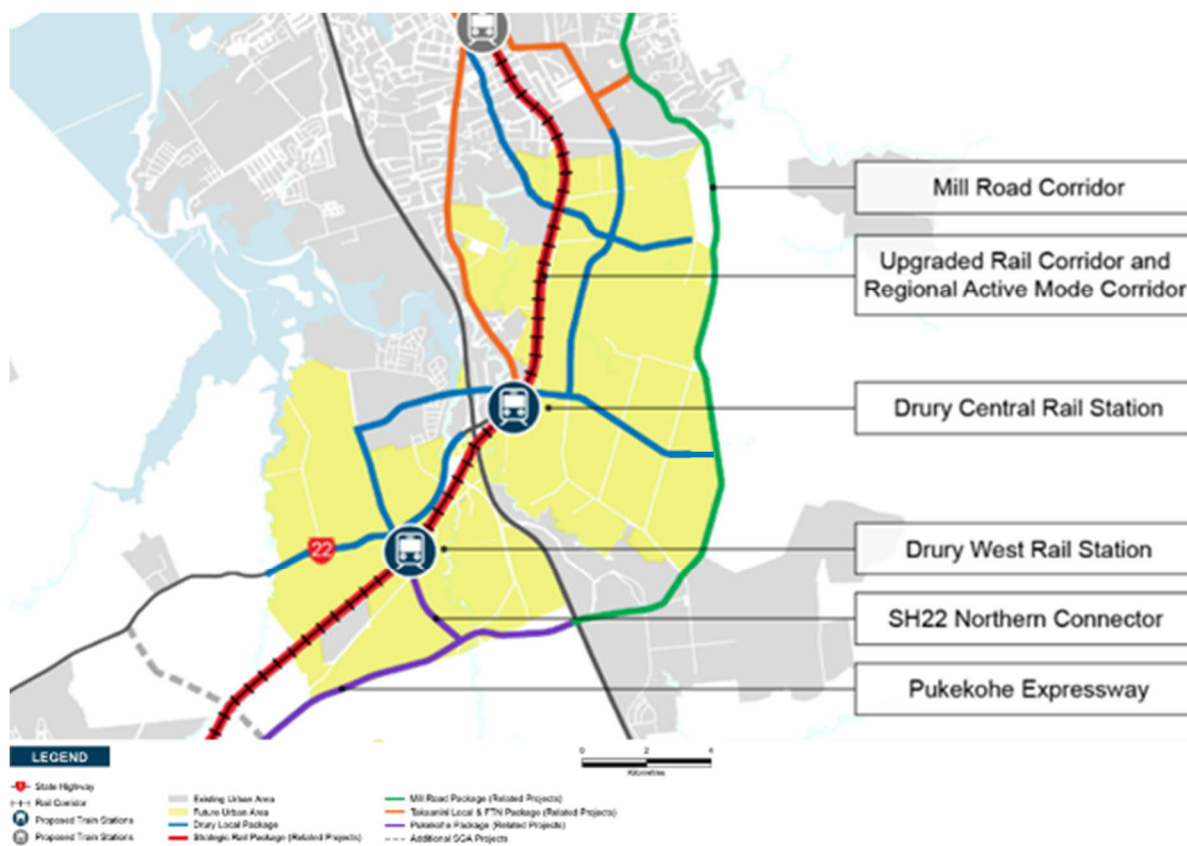 Mill Road Corridor
Upgraded Rail Corridor and
Regional Active Mode Corridor
Drury Central Rail Station
22
Drury West Rail Station
SH22 Northern Connector
Pukekohe Expressway
LEGEND
State Highway
Rail Corridor
Proposed Train Stations
Proposed Train Stations
Existing Urban Area
Future Urban Area
Drury Local Package
Strategic Rail Package (Related Projects)
Mill Road Package (Related Projects)
Takaanini Local & FTN Package (Related Projects)
Pukekohe Package (Related Projects)
Additional SGA Projects
0 2 4
Kilometres